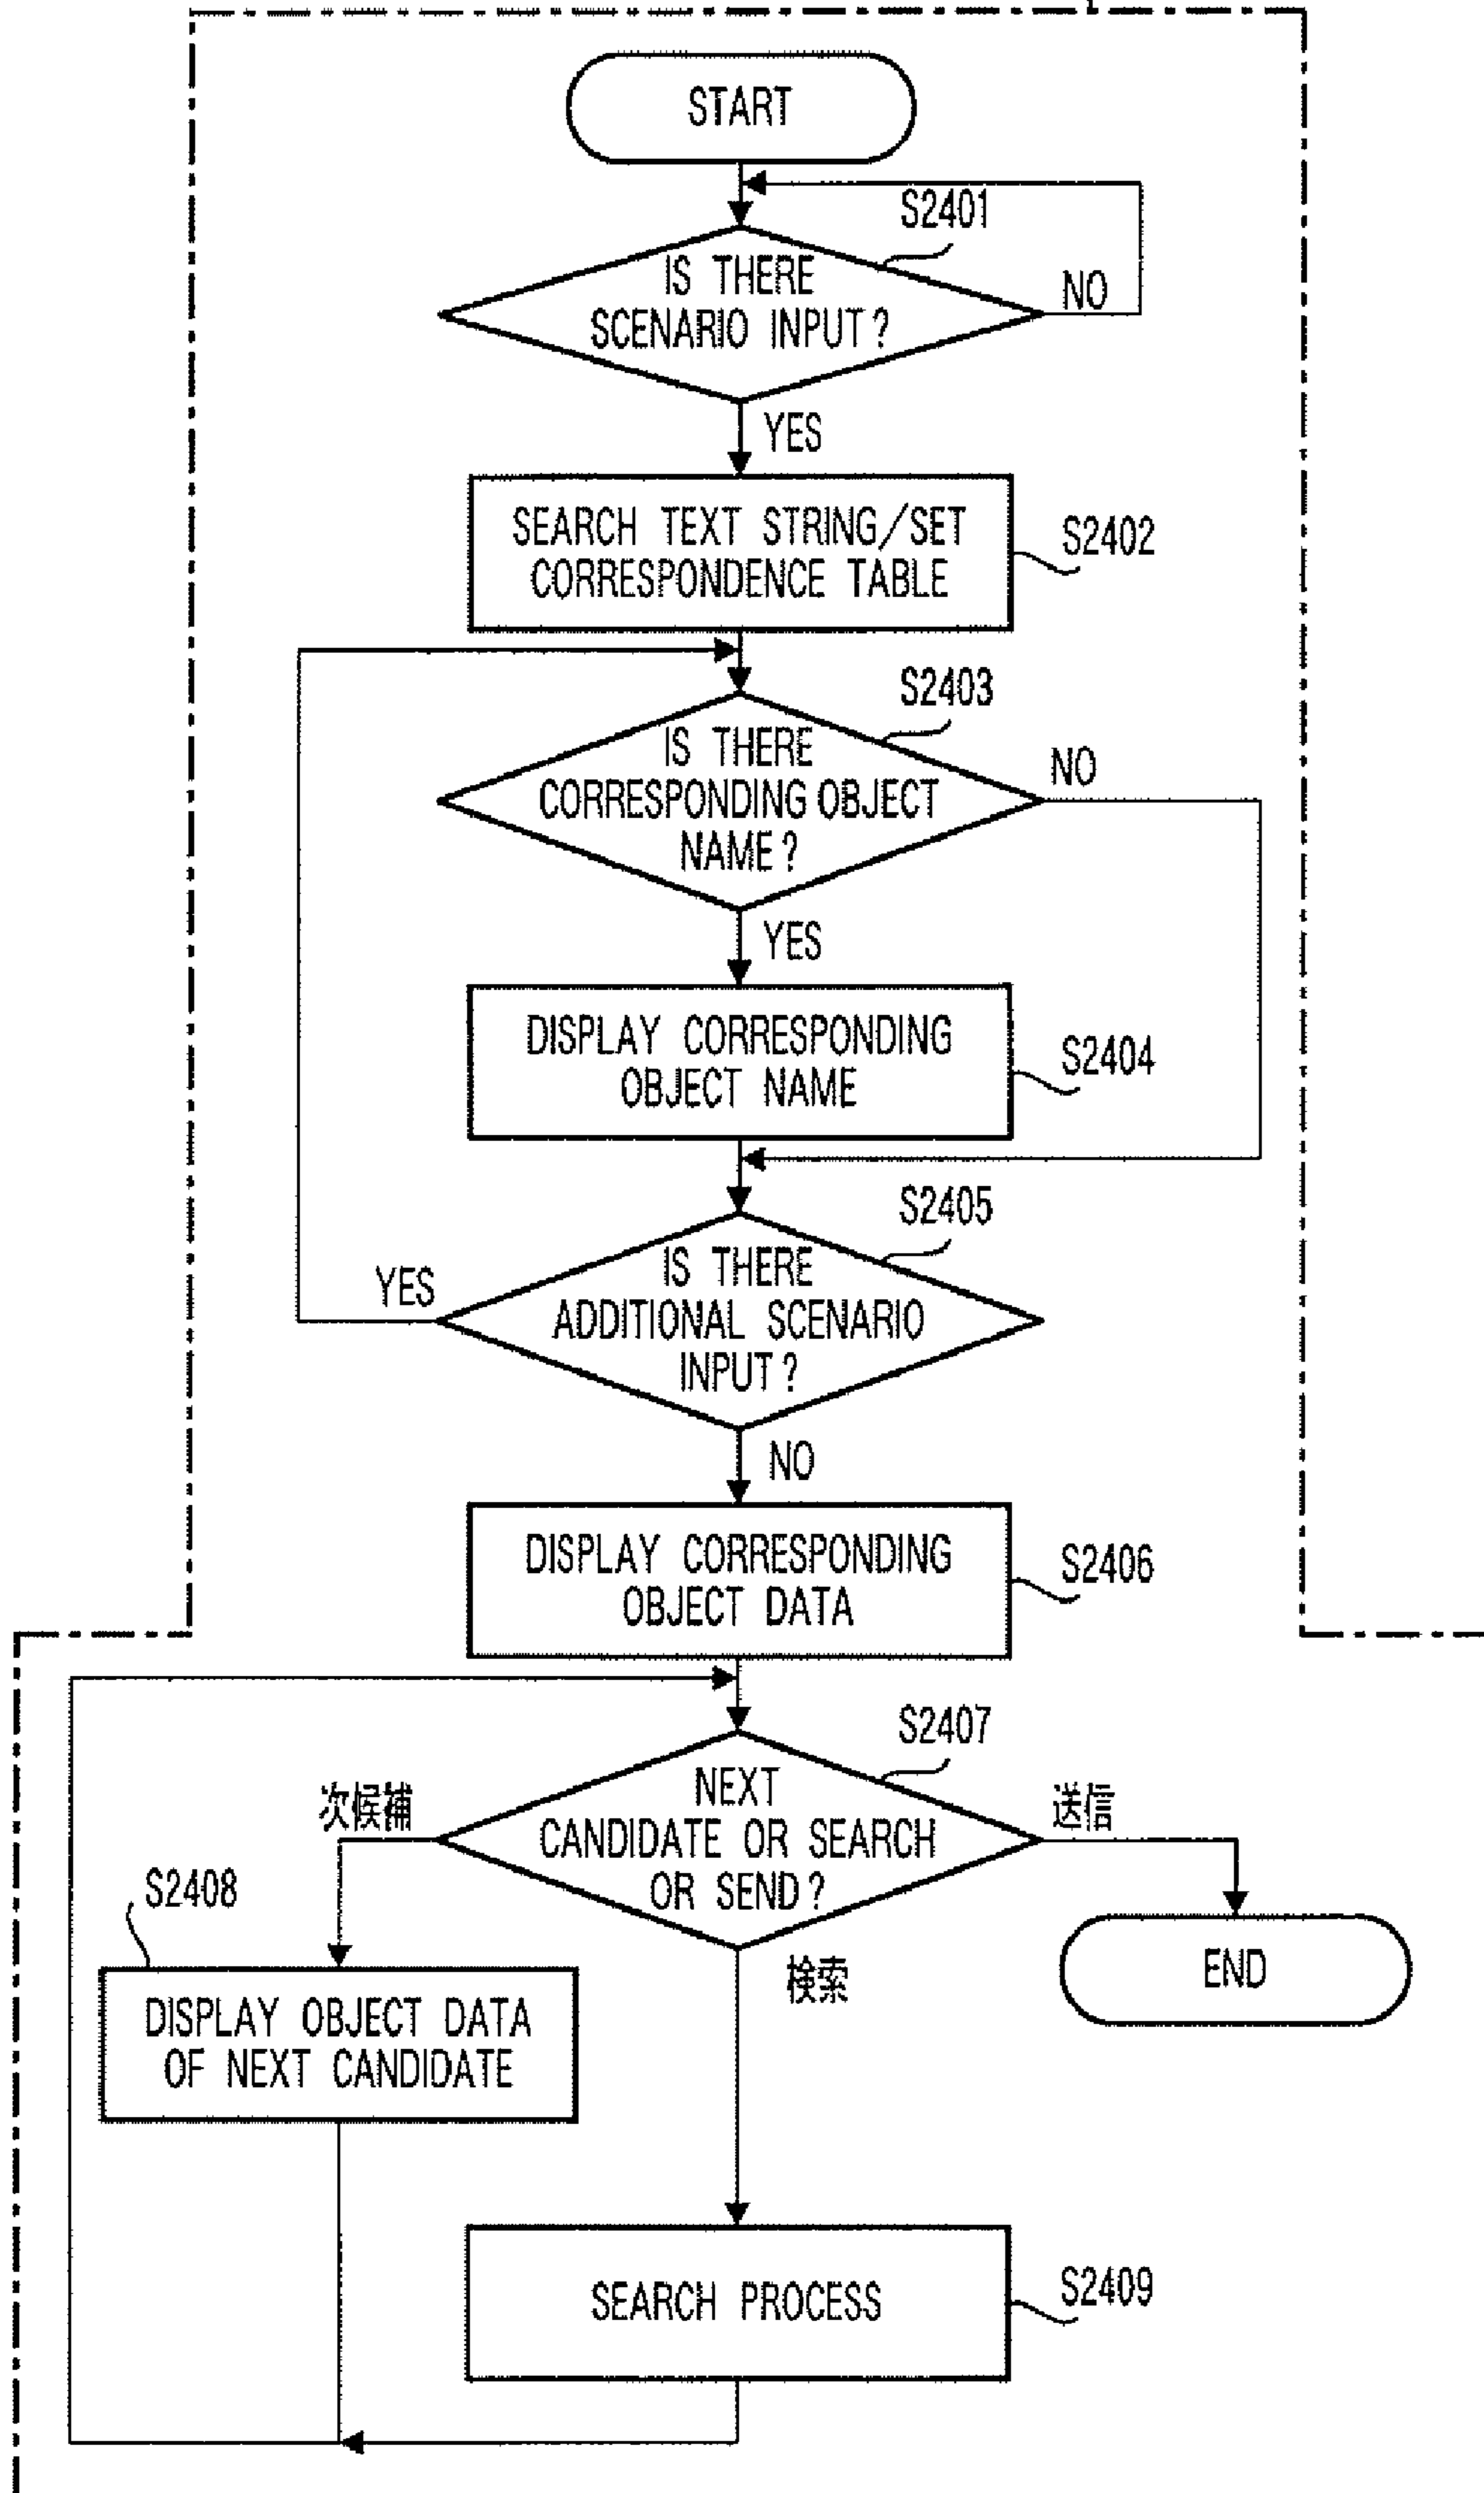 START
S2401
IS THERE
SCENARIO INPUT?
NO
YES
SEARCH TEXT STRING/SET
CORRESPONDENCE TABLE
S2402
S2403
IS THERE
CORRESPONDING OBJECT
NAME?
NO
YES
DISPLAY CORRESPONDING
OBJECT NAME
S2404
S2405
IS THERE
ADDITIONAL SCENARIO
INPUT?
YES
NO
DISPLAY CORRESPONDING
OBJECT DATA
S2406
S2407
NEXT
CANDIDATE OR SEARCH
OR SEND?
次候補
送信
検索
S2408
DISPLAY OBJECT DATA
OF NEXT CANDIDATE
END
SEARCH PROCESS
S2409